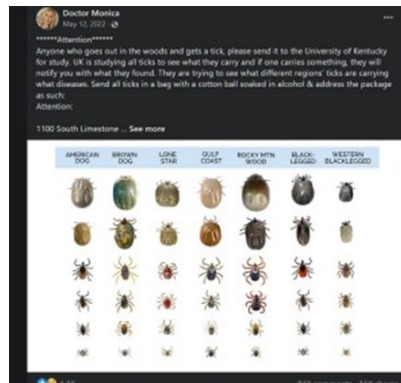 Doctor Monica
May 12, 2022 ·
******Attention******
Anyone who goes out in the woods and gets a tick, please send it to the University of Kentucky
for study. UK is studying all ticks to see what they carry and if one carries something, they will
notify you with what they found. They are trying to see what different regions' ticks are carrying
what diseases. Send all ticks in a bag with a cotton ball soaked in alcohol & address the package
as such:
Attention:
1100 South Limestone ... See more
AMERICAN DOG
BROWN DOG
LONE STAR
GULF COAST
ROCKY MTN WOOD
BLACK-LEGGED
WESTERN BLACKLEGGED